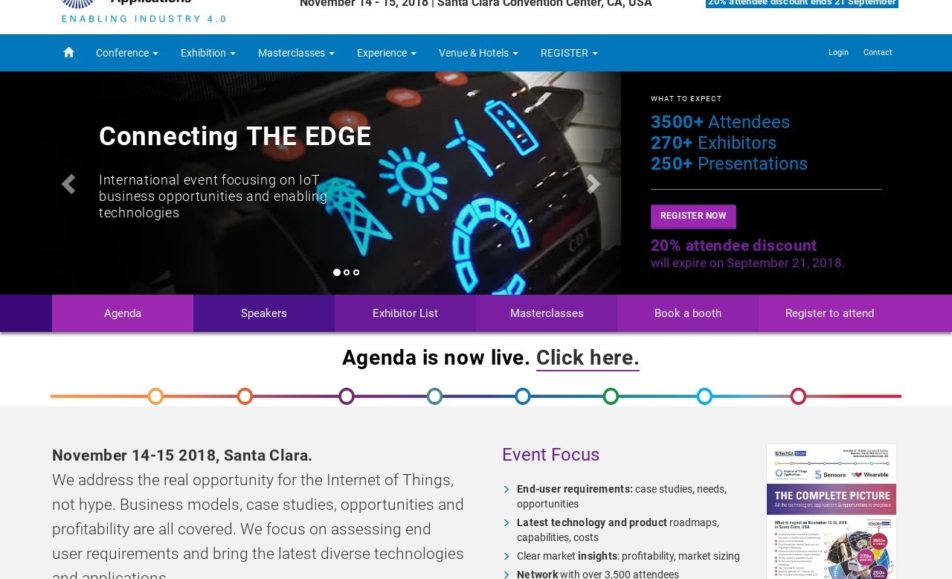 Applications
ENABLING INDUSTRY 4.0
November 14 - 15, 2018 | Santa Clara Convention Center, CA, USA
20% attendee discount ends 21 September
Conference
Exhibition
Masterclasses
Experience
Venue & Hotels
REGISTER
Login
Contact
Connecting THE EDGE
International event focusing on IoT
business opportunities and enabling
technologies
WHAT TO EXPECT
3500+ Attendees
270+ Exhibitors
250+ Presentations
REGISTER NOW
20% attendee discount
will expire on September 21, 2018.
Agenda
Speakers
Exhibitor List
Masterclasses
Book a booth
Register to attend
Agenda is now live. Click here.
November 14-15 2018, Santa Clara.
We address the real opportunity for the Internet of Things,
not hype. Business models, case studies, opportunities and
profitability are all covered. We focus on assessing end
user requirements and bring the latest diverse technologies
and applications
Event Focus
End-user requirements: case studies, needs,
opportunities
Latest technology and product roadmaps,
capabilities, costs
Clear market insights: profitability, market sizing
Network with over 3,500 attendees
IDTechEx
Sensors
Wearable
THE COMPLETE PICTURE